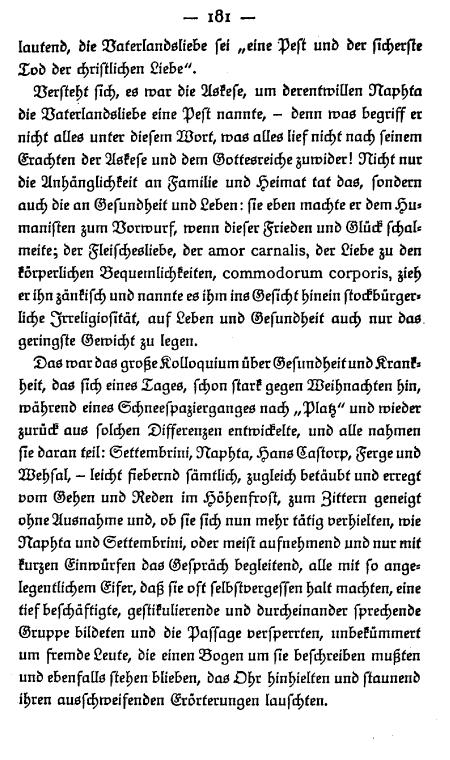 — 181 —
lautend, die Vaterlandsliebe sei „eine Pest und der sicherste
Tod der christlichen Liebe“.
Versteht sich, es war die Askese, um derentwillen Naphta
die Vaterlandsliebe eine Pest nannte, – denn was begriff er
nicht alles unter diesem Wort, was alles lief nicht nach seinem
Erachten der Askese und dem Gottesreiche zuwider! Nicht nur
die Anhänglichkeit an Familie und Heimat tat das, sondern
auch die an Gesundheit und Leben: sie eben machte er dem Hu-
manisten zum Vorwurf, wenn dieser Frieden und Glück schal-
meite; der Fleischesliebe, der amor carnalis, der Liebe zu den
körperlichen Bequemlichkeiten, commodorum corporis, zieh
er ihn zänkisch und nannte es ihm ins Gesicht hinein stockbürger-
liche Irreligiosität, auf Leben und Gesundheit auch nur das
geringste Gewicht zu legen.
Das war das große Kolloquium über Gesundheit und Krank-
heit, das sich eines Tages, schon stark gegen Weihnachten hin,
während eines Schneespazierganges nach „Platz“ und wieder
zurück aus solchen Differenzen entwickelte, und alle nahmen
sie daran teil: Settembrini, Naphta, Hans Castorp, Ferge und
Wehsal, – leicht fiebernd sämtlich, zugleich betäubt und erregt
vom Gehen und Reden im Höhenfrost, zum Zittern geneigt
ohne Ausnahme und, ob sie sich nun mehr tätig verhielten, wie
Naphta und Settembrini, oder meist aufnehmend und nur mit
kurzen Einwürfen das Gespräch begleitend, alle mit so ange-
legentlichem Eifer, daß sie oft selbstvergessen halt machten, eine
tief beschäftigte, gestikulierende und durcheinander sprechende
Gruppe bildeten und die Passage versperrten, unbekümmert
um fremde Leute, die einen Bogen um sie beschreiben mußten
und ebenfalls stehen blieben, das Ohr hinhielten und staunend
ihren ausschweifenden Erörterungen lauschten.